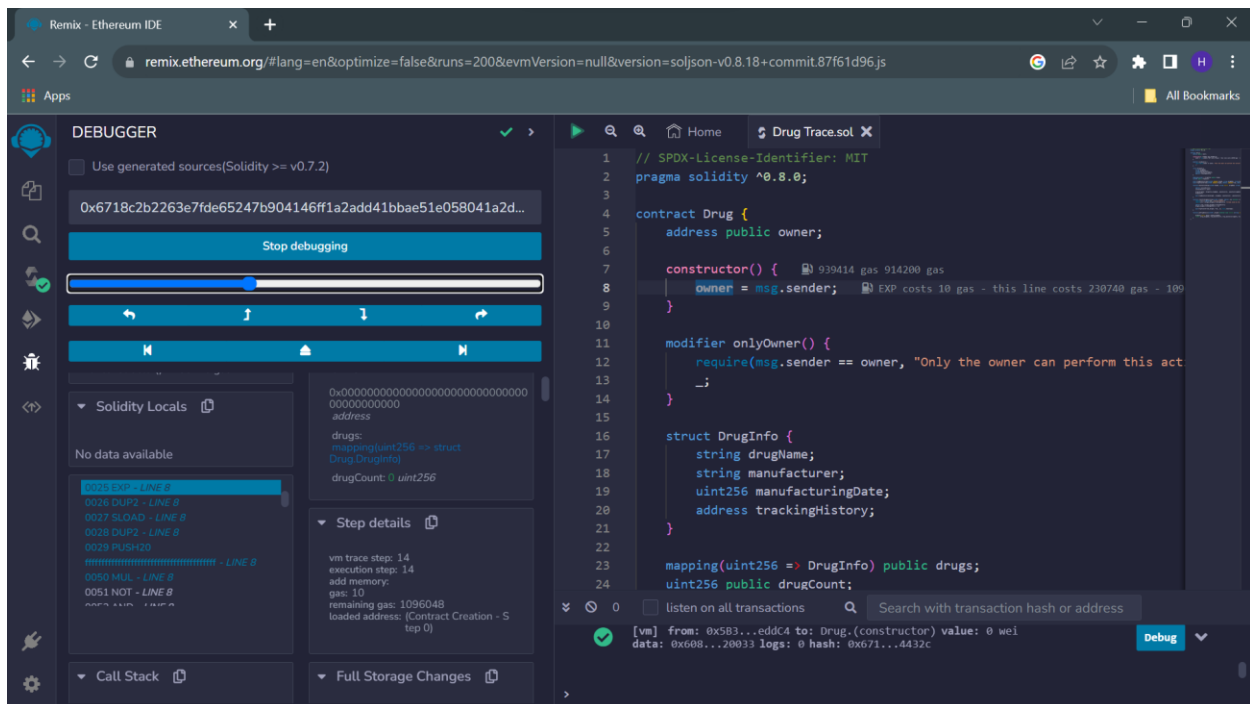 Remix - Ethereum IDE
remix.ethereum.org/#lang=en&optimize=false&runs=200&evmVersion=null&version=soljson-v0.8.18+commit.87f61d96.js
H
Apps
All Bookmarks
DEBUGGER
Use generated sources(Solidity >= v0.7.2)
0x6718c2b2263e7fde65247b904146ff1a2add41bbae51e058041a2d...
Stop debugging
Solidity Locals
No data available
0025 EXP - LINE 8
0026 DUP2 - LINE 8
0027 SLOAD - LINE 8
0028 DUP2 - LINE 8
0029 PUSH20
ffffffffffffffffffffffffffffffffffffffff - LINE 8
0050 MUL - LINE 8
0051 NOT - LINE 8
Call Stack
0x0000000000000000000000000000
000000000000
address
drugs:
mapping(uint256 => struct
Drug.DrugInfo)
drugCount: 0 uint256
Step details
vm trace step: 14
execution step: 14
add memory:
gas: 10
remaining gas: 1096048
loaded address: (Contract Creation - S
tep 0)
Full Storage Changes
Home
Drug Trace.sol
1 // SPDX-License-Identifier: MIT
2 pragma solidity ^0.8.0;
3
4 contract Drug {
5 address public owner;
6
7 constructor() { 939414 gas 914200 gas
8 owner = msg.sender; EXP costs 10 gas - this line costs 230740 gas - 109
9 }
10
11 modifier onlyOwner() {
12 require(msg.sender == owner, "Only the owner can perform this act
13 _;
14 }
15
16 struct DrugInfo {
17 string drugName;
18 string manufacturer;
19 uint256 manufacturingDate;
20 address trackingHistory;
21 }
22
23 mapping(uint256 => DrugInfo) public drugs;
24 uint256 public drugCount;
0 listen on all transactions Search with transaction hash or address
[vm] from: 0x5B3...eddC4 to: Drug.(constructor) value: 0 wei
data: 0x608...20033 logs: 0 hash: 0x671...4432c
Debug
>